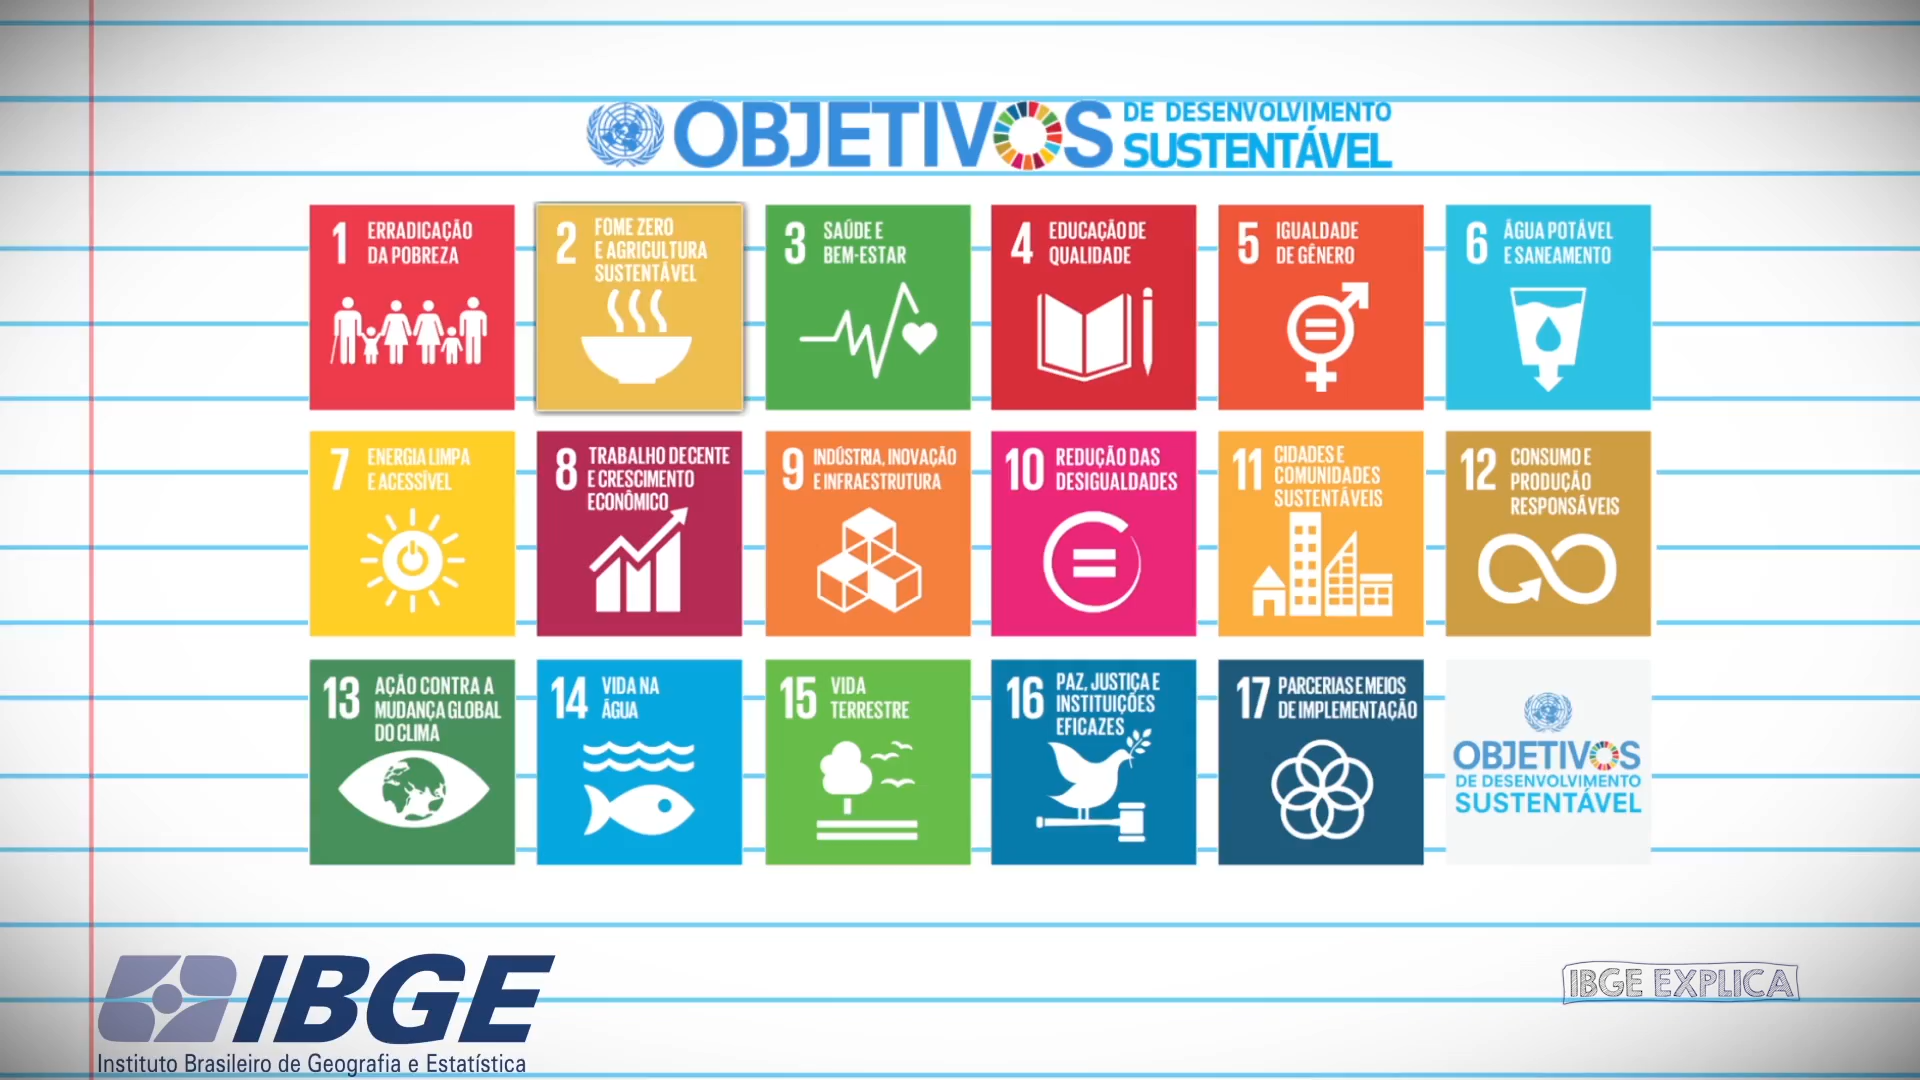 OBJETIVOS
DE DESENVOLVIMENTO
SUSTENTÁVEL
1 ERRADICAÇÃO
DA POBREZA
2 FOME ZERO
E AGRICULTURA
SUSTENTÁVEL
3 SAÚDE E
BEM-ESTAR
4 EDUCAÇÃO DE
QUALIDADE
5 IGUALDADE
DE GÊNERO
6 ÁGUA POTÁVEL
E SANEAMENTO
7 ENERGIA LIMPA
E ACESSÍVEL
8 TRABALHO DECENTE
E CRESCIMENTO
ECONÔMICO
9 INDÚSTRIA, INOVAÇÃO
E INFRAESTRUTURA
10 REDUÇÃO DAS
DESIGUALDADES
11 CIDADES E
COMUNIDADES
SUSTENTÁVEIS
12 CONSUMO E
PRODUÇÃO
RESPONSÁVEIS
13 AÇÃO CONTRA A
MUDANÇA GLOBAL
DO CLIMA
14 VIDA NA
ÁGUA
15 VIDA
TERRESTRE
16 PAZ, JUSTIÇA E
INSTITUIÇÕES
EFICAZES
17 PARCERIAS E MEIOS
DE IMPLEMENTAÇÃO
OBJETIVOS
DE DESENVOLVIMENTO
SUSTENTÁVEL
IBGE
Instituto Brasileiro de Geografia e Estatística
IBGE EXPLICA